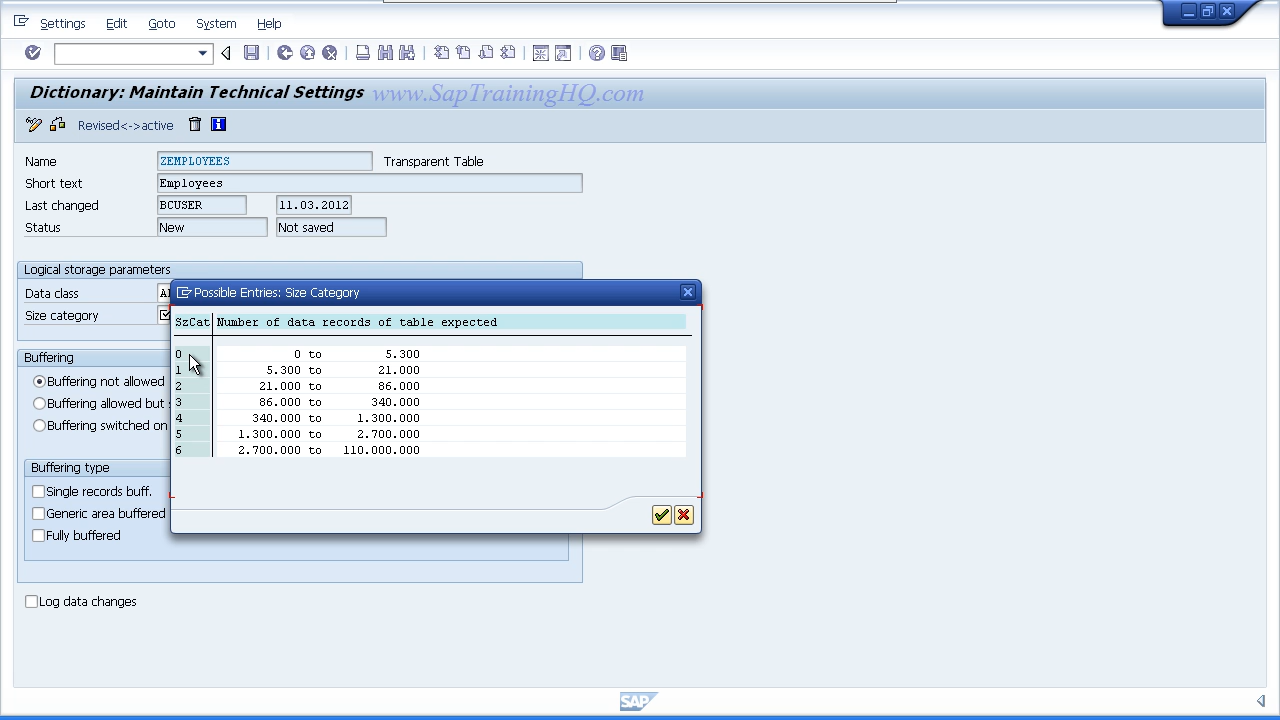 Settings Edit Goto System Help
Dictionary: Maintain Technical Settings www.SapTrainingHQ.com
Revised<->active
Name ZEMPLOYEES Transparent Table
Short text Employees
Last changed BCUSER 11.03.2012
Status New Not saved
Logical storage parameters
Data class
Size category
Buffering
Buffering not allowed
Buffering allowed but
Buffering switched on
Buffering type
Single records buff.
Generic area buffered
Fully buffered
Log data changes
Possible Entries: Size Category
SzCat Number of data records of table expected
0 0 to 5.300
1 5.300 to 21.000
2 21.000 to 86.000
3 86.000 to 340.000
4 340.000 to 1.300.000
5 1.300.000 to 2.700.000
6 2.700.000 to 110.000.000
SAP